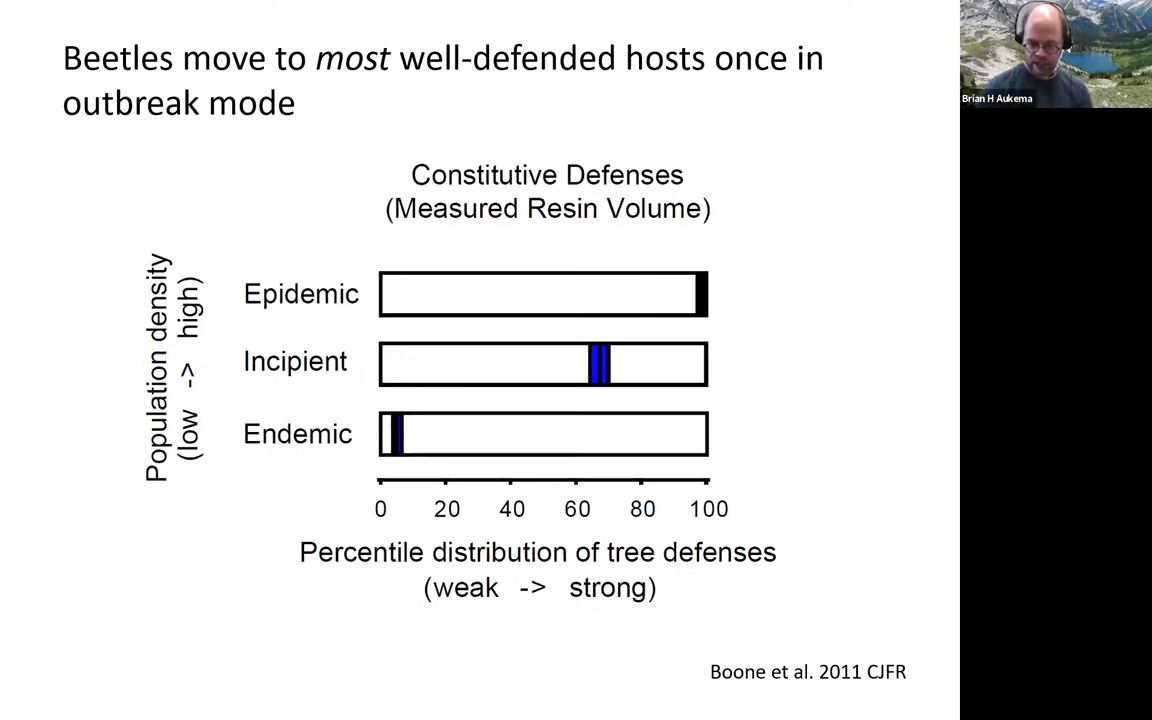 Beetles move to most well-defended hosts once in
outbreak mode
Brian H Aukema
Constitutive Defenses
(Measured Resin Volume)
Population density
(low -> high)
Epidemic
Incipient
Endemic
0 20 40 60 80 100
Percentile distribution of tree defenses
(weak -> strong)
Boone et al. 2011 CJFR